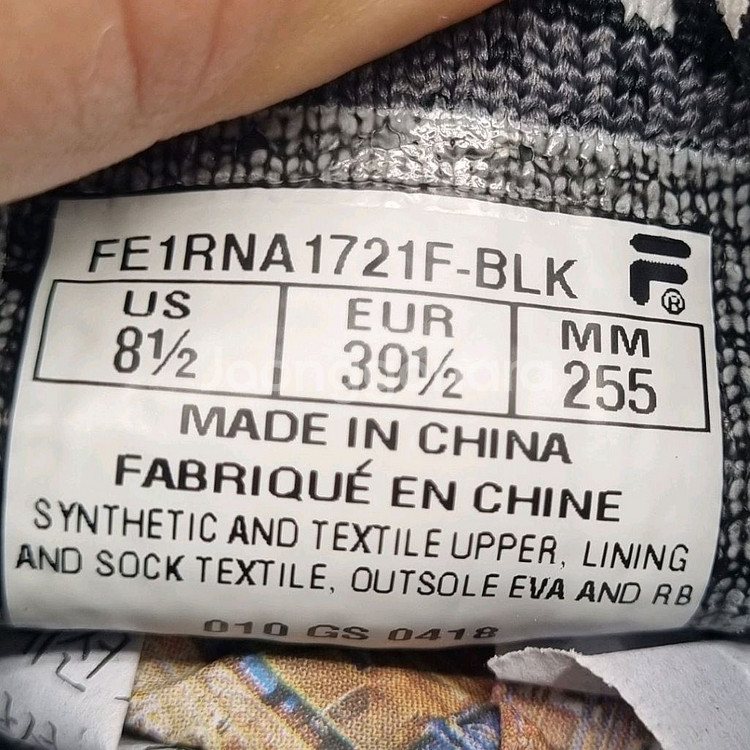 FE1RNA1721F-BLK
US EUR MM
8½ 39½ 255
MADE IN CHINA
FABRIQUÉ EN CHINE
SYNTHETIC AND TEXTILE UPPER, LINING
AND SOCK TEXTILE, OUTSOLE EVA AND RB
010 GS 0418